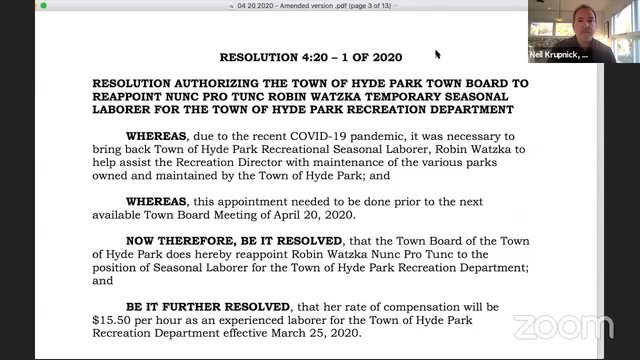 04 20 2020 - Amended version .pdf (page 3 of 13)
Neil Krupnick, ...
RESOLUTION 4:20 – 1 OF 2020
RESOLUTION AUTHORIZING THE TOWN OF HYDE PARK TOWN BOARD TO
REAPPOINT NUNC PRO TUNC ROBIN WATZKA TEMPORARY SEASONAL
LABORER FOR THE TOWN OF HYDE PARK RECREATION DEPARTMENT
WHEREAS, due to the recent COVID-19 pandemic, it was necessary to
bring back Town of Hyde Park Recreational Seasonal Laborer, Robin Watzka to
help assist the Recreation Director with maintenance of the various parks
owned and maintained by the Town of Hyde Park; and
WHEREAS, this appointment needed to be done prior to the next
available Town Board Meeting of April 20, 2020.
NOW THEREFORE, BE IT RESOLVED, that the Town Board of the Town
of Hyde Park does hereby reappoint Robin Watzka Nunc Pro Tunc to the
position of Seasonal Laborer for the Town of Hyde Park Recreation Department;
and
BE IT FURTHER RESOLVED, that her rate of compensation will be
$15.50 per hour as an experienced laborer for the Town of Hyde Park
Recreation Department effective March 25, 2020.
zoom